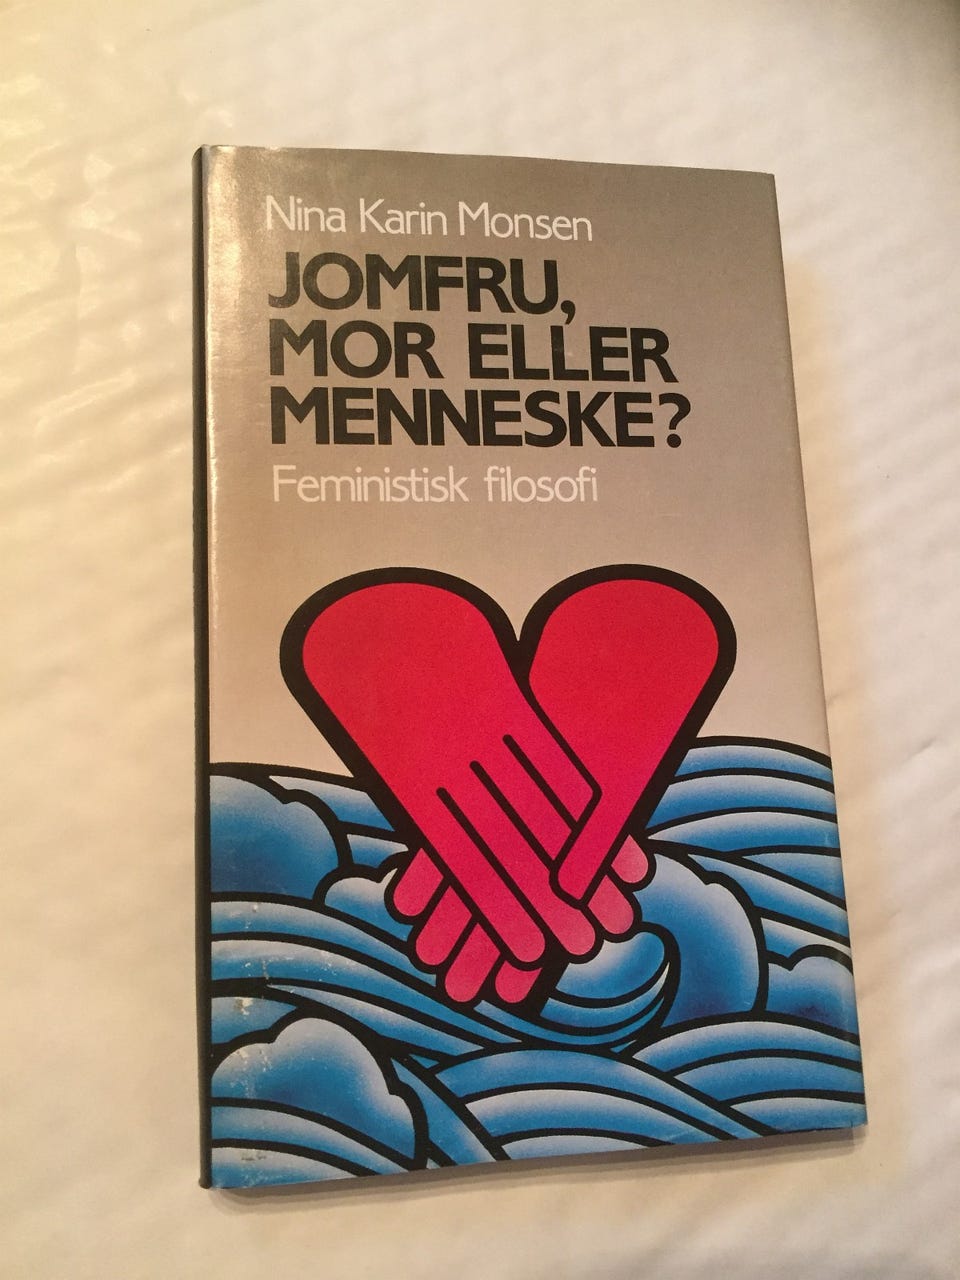 Nina Karin Monsen
JOMFRU,
MOR ELLER
MENNESKE?
Feministisk filosofi